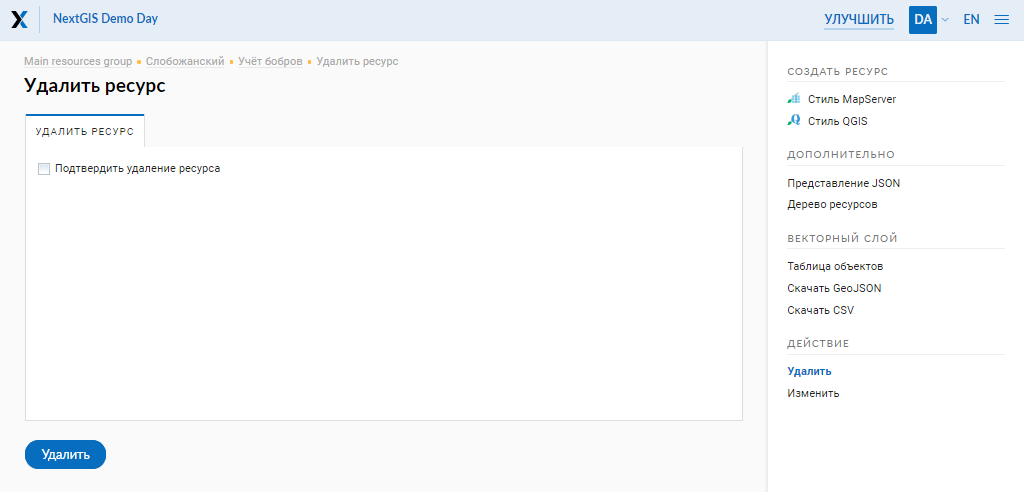 NextGIS Demo Day
УЛУЧШИТЬ
DA
EN
Main resources group • Слобожанский • Учёт бобров • Удалить ресурс
Удалить ресурс
УДАЛИТЬ РЕСУРС
Подтвердить удаление ресурса
Удалить
СОЗДАТЬ РЕСУРС
Стиль MapServer
Стиль QGIS
ДОПОЛНИТЕЛЬНО
Представление JSON
Дерево ресурсов
ВЕКТОРНЫЙ СЛОЙ
Таблица объектов
Скачать GeoJSON
Скачать CSV
ДЕЙСТВИЕ
Удалить
Изменить